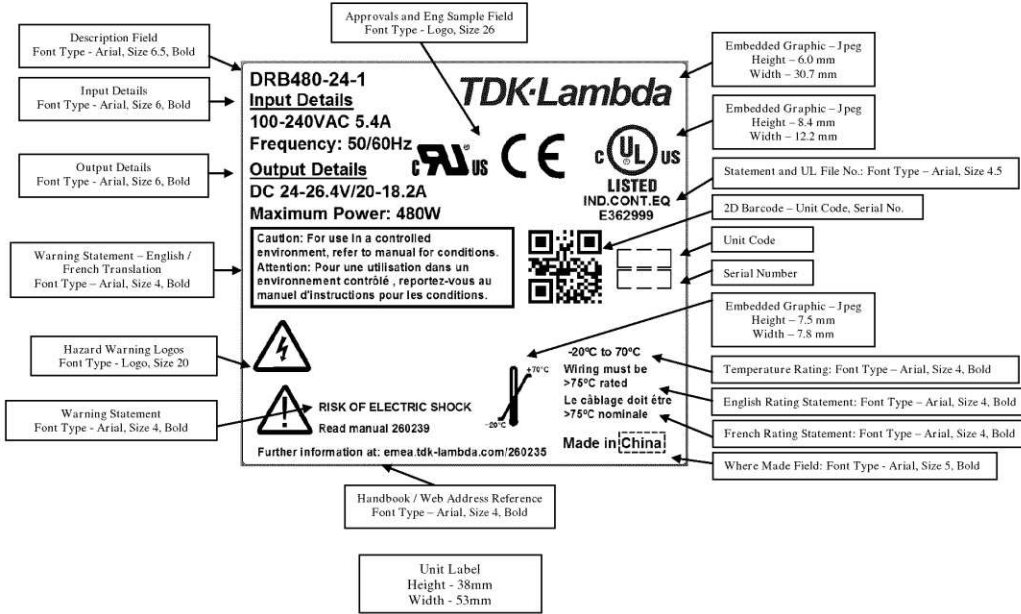 Approvals and Eng Sample Field
Font Type - Logo, Size 26
Description Field
Font Type - Arial, Size 6.5, Bold
Input Details
Font Type - Arial, Size 6, Bold
Output Details
Font Type – Arial, Size 6, Bold
Warning Statement – English /
French Translation
Font Type – Arial, Size 4, Bold
Hazard Warning Logos
Font Type - Logo, Size 20
Warning Statement
Font Type - Arial, Size 4, Bold
DRB480-24-1
Input Details
100-240VAC 5.4A
Frequency: 50/60Hz
Output Details
DC 24-26.4V/20-18.2A
Maximum Power: 480W
TDK·Lambda
C RU US
CE
C UL US
LISTED
IND.CONT.EQ
E362999
Caution: For use in a controlled
environment, refer to manual for conditions.
Attention: Pour une utilisation dans un
environnement contrôlé , reportez-vous au
manuel d'instructions pour les conditions.
RISK OF ELECTRIC SHOCK
Read manual 260239
Further information at: emea.tdk-lambda.com/260235
+70°C
-20°C
-20°C to 70°C
Wiring must be
>75°C rated
Le câblage doit être
>75°C nominale
Made in China
Embedded Graphic – Jpeg
Height – 6.0 mm
Width – 30.7 mm
Embedded Graphic – Jpeg
Height – 8.4 mm
Width – 12.2 mm
Statement and UL File No.: Font Type – Arial, Size 4.5
2D Barcode – Unit Code, Serial No.
Unit Code
Serial Number
Embedded Graphic – Jpeg
Height – 7.5 mm
Width – 7.8 mm
Temperature Rating: Font Type – Arial, Size 4, Bold
English Rating Statement: Font Type – Arial, Size 4, Bold
French Rating Statement: Font Type – Arial, Size 4, Bold
Where Made Field: Font Type - Arial, Size 5, Bold
Handbook / Web Address Reference
Font Type – Arial, Size 4, Bold
Unit Label
Height - 38mm
Width - 53mm